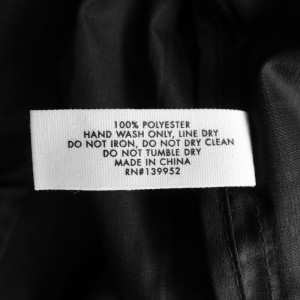 100% POLYESTER
HAND WASH ONLY, LINE DRY
DO NOT IRON, DO NOT DRY CLEAN
DO NOT TUMBLE DRY
MADE IN CHINA
RN#139952